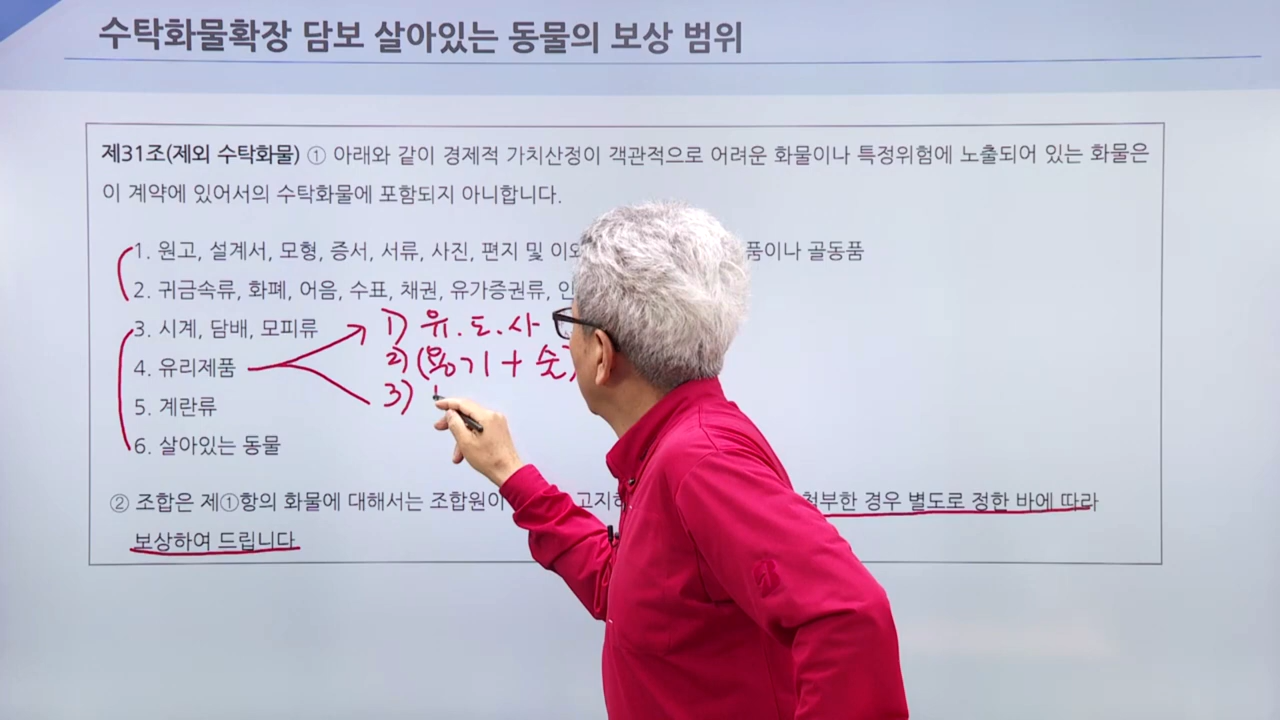 수탁화물확장 담보 살아있는 동물의 보상 범위
제31조(제외 수탁화물) ① 아래와 같이 경제적 가치산정이 객관적으로 어려운 화물이나 특정위험에 노출되어 있는 화물은
이 계약에 있어서의 수탁화물에 포함되지 아니합니다.
1. 원고, 설계서, 모형, 증서, 서류, 사진, 편지 및 품이나 골동품
2. 귀금속류, 화폐, 어음, 수표, 채권, 유가증권류,
3. 시계, 담배, 모피류
1) 유.도.사
4. 유리제품
2) (용기+술)
5. 계란류
3)
6. 살아있는 동물
② 조합은 제①항의 화물에 대해서는 조합원이 고지 첨부한 경우 별도로 정한 바에 따라
보상하여 드립니다